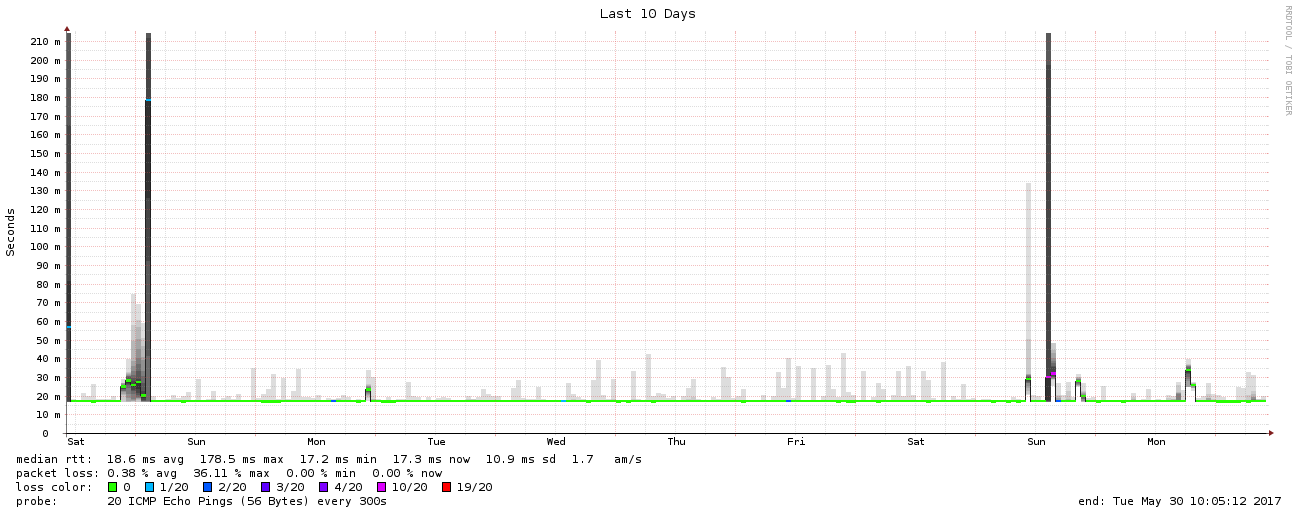 Last 10 Days
RRDTOOL / TOBI OETIKER
210 m
200 m
190 m
180 m
170 m
160 m
150 m
140 m
130 m
120 m
110 m
100 m
90 m
80 m
70 m
60 m
50 m
40 m
30 m
20 m
10 m
0
Seconds
Sat Sun Mon Tue Wed Thu Fri Sat Sun Mon
median rtt: 18.6 ms avg 178.5 ms max 17.2 ms min 17.3 ms now 10.9 ms sd 1.7 am/s
packet loss: 0.38 % avg 36.11 % max 0.00 % min 0.00 % now
loss color: 0 1/20 2/20 3/20 4/20 10/20 19/20
probe: 20 ICMP Echo Pings (56 Bytes) every 300s end: Tue May 30 10:05:12 2017